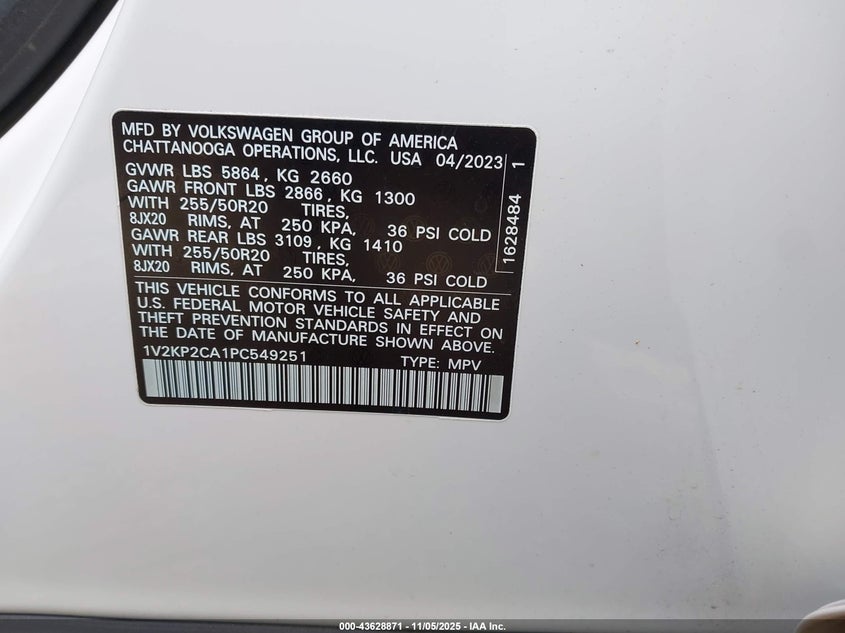 MFD BY VOLKSWAGEN GROUP OF AMERICA
CHATTANOOGA OPERATIONS, LLC. USA 04/2023
GVWR LBS 5864, KG 2660
GAWR FRONT LBS 2866, KG 1300
WITH 255/50R20 TIRES,
8JX20 RIMS, AT 250 KPA, 36 PSI COLD
GAWR REAR LBS 3109, KG 1410
WITH 255/50R20 TIRES,
8JX20 RIMS, AT 250 KPA, 36 PSI COLD
THIS VEHICLE CONFORMS TO ALL APPLICABLE
U.S. FEDERAL MOTOR VEHICLE SAFETY AND
THEFT PREVENTION STANDARDS IN EFFECT ON
THE DATE OF MANUFACTURE SHOWN ABOVE.
1V2KP2CA1PC549251 TYPE: MPV
1628484 1
000-43628871 - 11/05/2025 - IAA Inc.